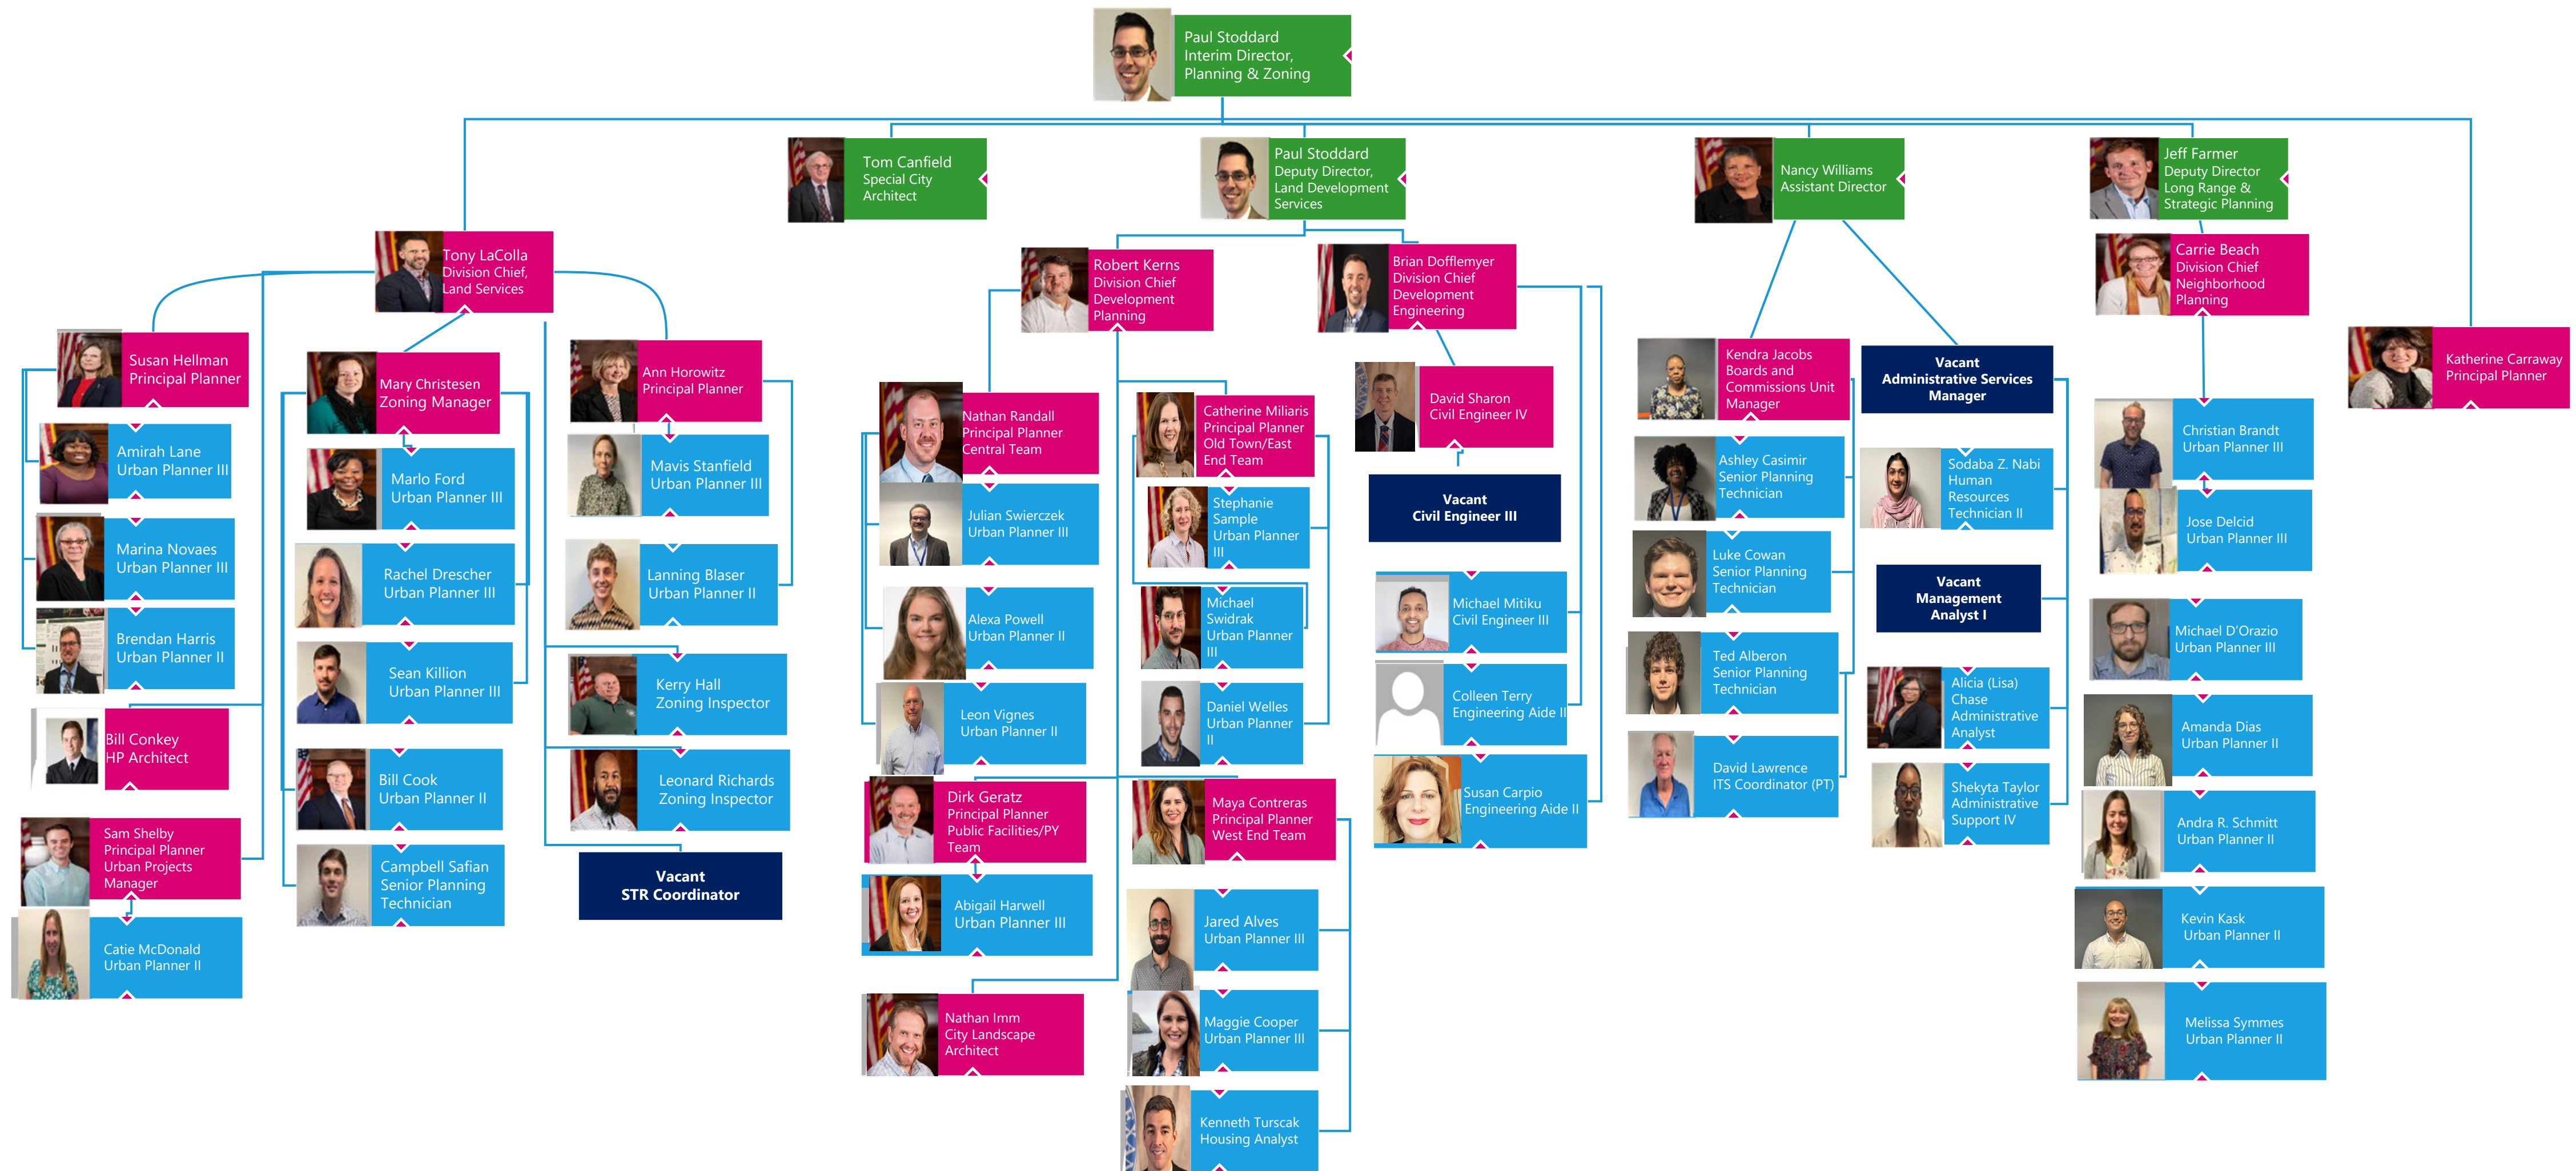 Paul Stoddard
Interim Director,
Planning & Zoning
Tom Canfield
Special City
Architect
Paul Stoddard
Deputy Director,
Land Development
Services
Nancy Williams
Assistant Director
Jeff Farmer
Deputy Director
Long Range &
Strategic Planning
Tony LaColla
Division Chief,
Land Services
Susan Hellman
Principal Planner
Amirah Lane
Urban Planner III
Marina Novaes
Urban Planner III
Brendan Harris
Urban Planner II
Bill Conkey
HP Architect
Sam Shelby
Principal Planner
Urban Projects
Manager
Catie McDonald
Urban Planner II
Mary Christesen
Zoning Manager
Marlo Ford
Urban Planner III
Rachel Drescher
Urban Planner III
Sean Killion
Urban Planner III
Bill Cook
Urban Planner II
Campbell Safian
Senior Planning
Technician
Ann Horowitz
Principal Planner
Mavis Stanfield
Urban Planner III
Lanning Blaser
Urban Planner II
Kerry Hall
Zoning Inspector
Leonard Richards
Zoning Inspector
Vacant
STR Coordinator
Robert Kerns
Division Chief
Development
Planning
Nathan Randall
Principal Planner
Central Team
Julian Swierczek
Urban Planner III
Alexa Powell
Urban Planner II
Leon Vignes
Urban Planner II
Dirk Geratz
Principal Planner
Public Facilities/PY
Team
Abigail Harwell
Urban Planner III
Nathan Imm
City Landscape
Architect
Catherine Miliaris
Principal Planner
Old Town/East
End Team
Stephanie
Sample
Urban Planner
III
Michael
Swidrak
Urban Planner
III
Daniel Welles
Urban Planner
II
Maya Contreras
Principal Planner
West End Team
Jared Alves
Urban Planner III
Maggie Cooper
Urban Planner III
Kenneth Turscak
Housing Analyst
Brian Dofflemyer
Division Chief
Development
Engineering
David Sharon
Civil Engineer IV
Vacant
Civil Engineer III
Michael Mitiku
Civil Engineer III
Colleen Terry
Engineering Aide II
Susan Carpio
Engineering Aide II
Kendra Jacobs
Boards and
Commissions Unit
Manager
Ashley Casimir
Senior Planning
Technician
Luke Cowan
Senior Planning
Technician
Ted Alberon
Senior Planning
Technician
David Lawrence
ITS Coordinator (PT)
Vacant
Administrative Services
Manager
Sodaba Z. Nabi
Human
Resources
Technician II
Vacant
Management
Analyst I
Alicia (Lisa)
Chase
Administrative
Analyst
Shekyta Taylor
Administrative
Support IV
Carrie Beach
Division Chief
Neighborhood
Planning
Christian Brandt
Urban Planner III
Jose Delcid
Urban Planner III
Michael D'Orazio
Urban Planner III
Amanda Dias
Urban Planner II
Andra R. Schmitt
Urban Planner II
Kevin Kask
Urban Planner II
Melissa Symmes
Urban Planner II
Katherine Carraway
Principal Planner